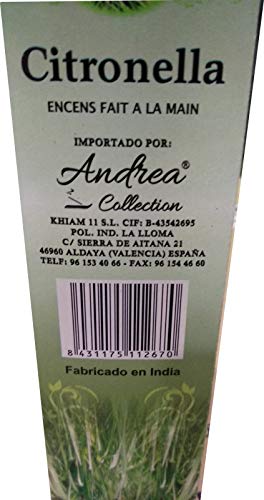 Citronella
ENCENS FAIT A LA MAIN
IMPORTADO POR:
Andrea®
Collection
KHIAM 11 S.L. CIF: B-43542695
POL. IND. LA LLOMA
C/ SIERRA DE AITANA 21
46960 ALDAYA (VALENCIA) ESPAÑA
TELF: 96 153 40 66 - FAX: 96 154 46 60
8 431175 112670
Fabricado en India